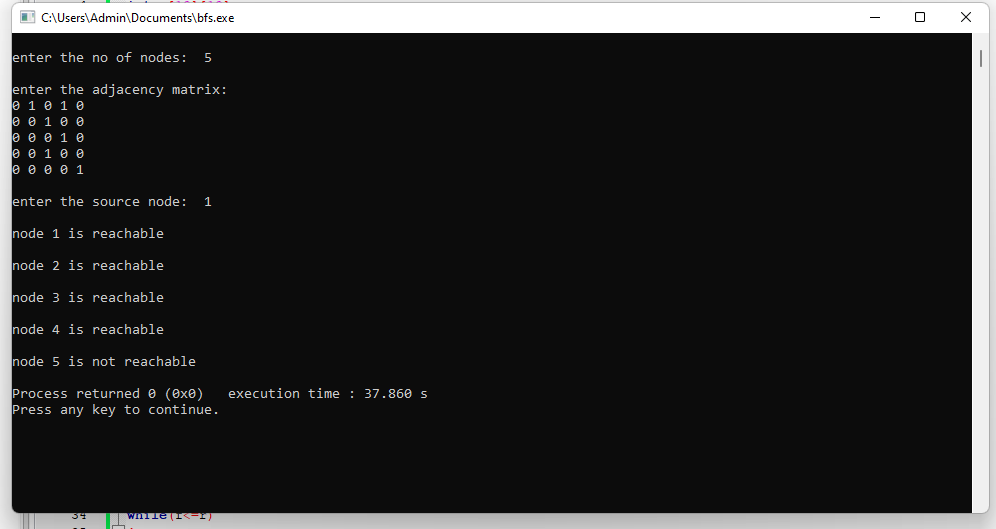 C:\Users\Admin\Documents\bfs.exe
enter the no of nodes:  5
enter the adjacency matrix:
0 1 0 1 0
0 0 1 0 0
0 0 0 1 0
0 0 1 0 0
0 0 0 0 1
enter the source node:  1
node 1 is reachable
node 2 is reachable
node 3 is reachable
node 4 is reachable
node 5 is not reachable
Process returned 0 (0x0)   execution time : 37.860 s
Press any key to continue.
34 while(f<=r)